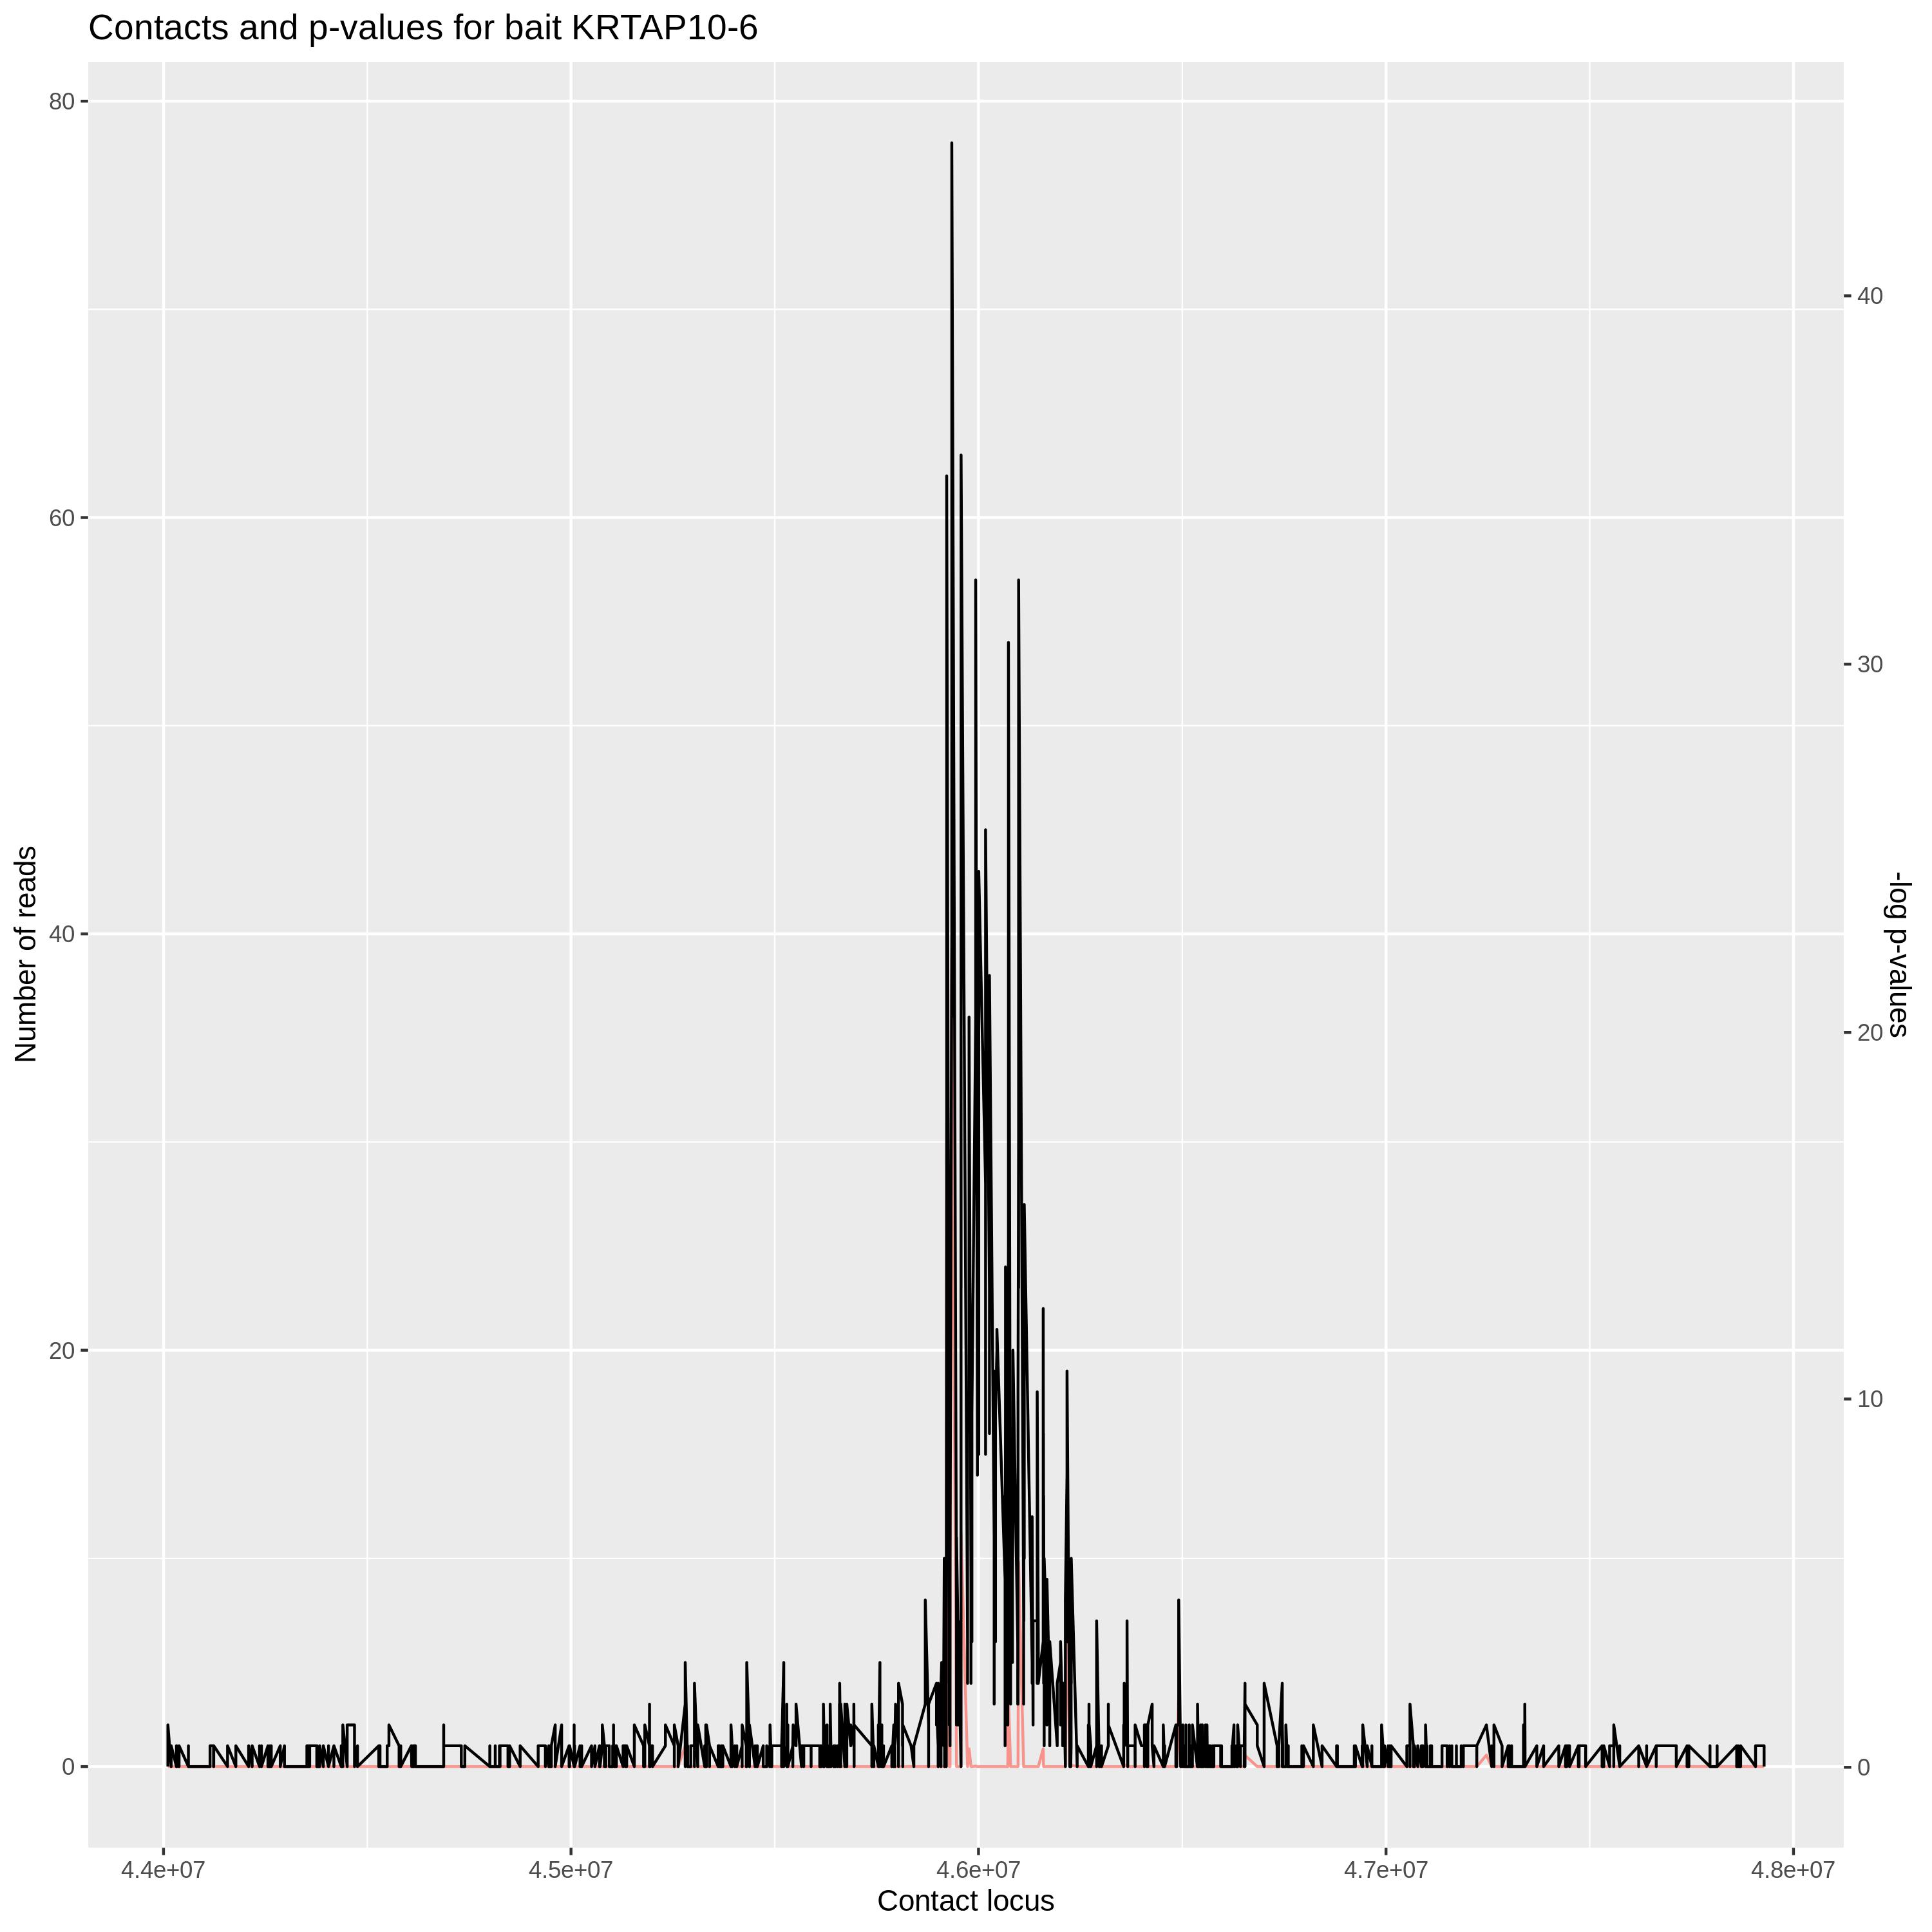 Contacts and p-values for bait KRTAP10-6
80
60
40
20
0
Number of reads
40
30
20
10
0
-log p-values
4.4e+07 4.5e+07 4.6e+07 4.7e+07 4.8e+07
Contact locus